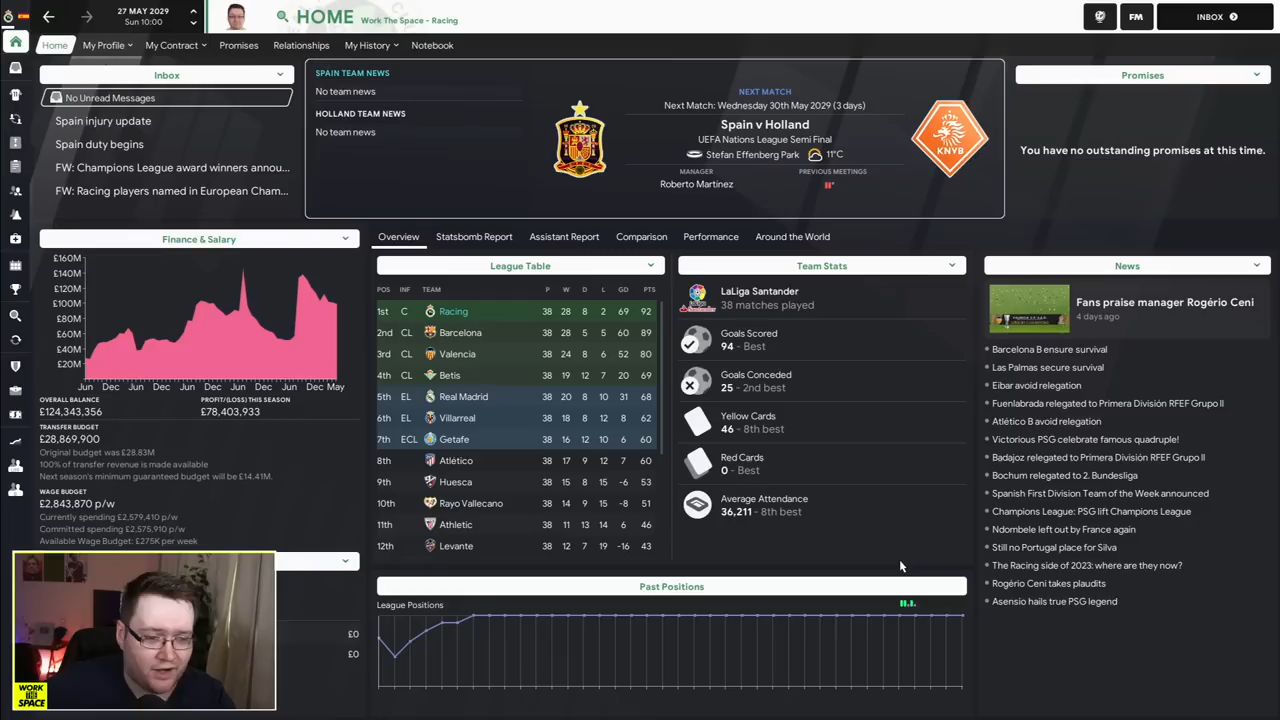 27 MAY 2029
Sun 10:00
HOME
Work The Space - Racing
FM
INBOX
Home
My Profile
My Contract
Promises
Relationships
My History
Notebook
Inbox
No Unread Messages
Spain injury update
Spain duty begins
FW: Champions League award winners annou...
FW: Racing players named in European Cham...
SPAIN TEAM NEWS
No team news
HOLLAND TEAM NEWS
No team news
NEXT MATCH
Next Match: Wednesday 30th May 2029 (3 days)
Spain v Holland
UEFA Nations League Semi Final
Stefan Effenberg Park
11°C
MANAGER
Roberto Martínez
PREVIOUS MEETINGS
KNVB
Promises
You have no outstanding promises at this time.
Finance & Salary
£160M
£140M
£120M
£100M
£80M
£60M
£40M
£20M
Jun Dec Jun Dec Jun Dec Jun Dec Jun Dec May
OVERALL BALANCE
£124,343,356
PROFIT/(LOSS) THIS SEASON
£78,403,933
TRANSFER BUDGET
£28,869,900
Original budget was £28.83M
100% of transfer revenue is made available
Next season's minimum guaranteed budget will be £14.41M.
WAGE BUDGET
£2,843,870 p/w
Currently spending £2,579,410 p/w
Committed spending £2,575,910 p/w
Available Wage Budget: £275K per week
£0
£0
WORK
THE
SPACE
Overview
Statsbomb Report
Assistant Report
Comparison
Performance
Around the World
League Table
POS INF TEAM P W D L GD PTS
1st C Racing 38 28 8 2 69 92
2nd CL Barcelona 38 28 5 5 60 89
3rd CL Valencia 38 24 8 6 52 80
4th CL Betis 38 19 12 7 20 69
5th EL Real Madrid 38 20 8 10 31 68
6th EL Villarreal 38 18 8 12 8 62
7th ECL Getafe 38 16 12 10 6 60
8th Atlético 38 17 9 12 7 60
9th Huesca 38 15 8 15 -6 53
10th Rayo Vallecano 38 14 9 15 -8 51
11th Athletic 38 11 13 14 6 46
12th Levante 38 12 7 19 -16 43
Team Stats
LaLiga Santander
38 matches played
Goals Scored
94 - Best
Goals Conceded
25 - 2nd best
Yellow Cards
46 - 8th best
Red Cards
0 - Best
Average Attendance
36,211 - 8th best
Past Positions
League Positions
News
Fans praise manager Rogério Ceni
4 days ago
Barcelona B ensure survival
Las Palmas secure survival
Eibar avoid relegation
Fuenlabrada relegated to Primera División RFEF Group I
Atlético B avoid relegation
Victorious PSG celebrate famous quadruple!
Badajoz relegated to Primera División RFEF Group I
Bochum relegated to 2. Bundesliga
Spanish First Division Team of the Week announced
Champions League: PSG lift Champions League
Ndombele left out by France again
Still no Portugal place for Silva
The Racing side of 2023: where are they now?
Rogério Ceni takes plaudits
Asensio hails true PSG legend